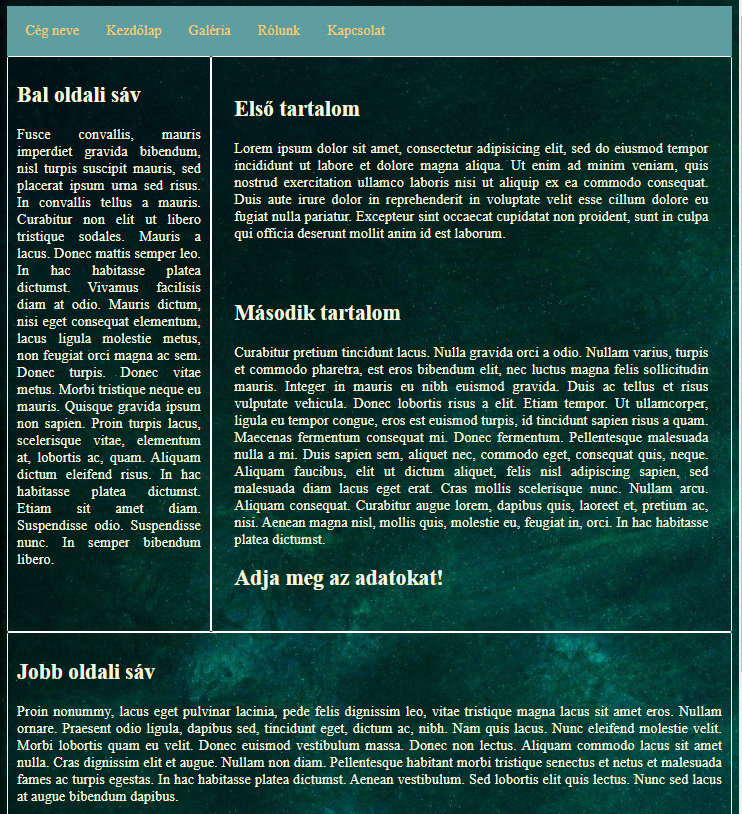 Cég neve Kezdőlap Galéria Rólunk Kapcsolat
Bal oldali sáv
Fusce convallis, mauris
imperdiet gravida bibendum,
nisl turpis suscipit mauris, sed
placerat ipsum urna sed risus.
In convallis tellus a mauris.
Curabitur non elit ut libero
tristique sodales. Mauris a
lacus. Donec mattis semper leo.
In hac habitasse platea
dictumst. Vivamus facilisis
diam at odio. Mauris dictum,
nisi eget consequat elementum,
lacus ligula molestie metus,
non feugiat orci magna ac sem.
Donec turpis. Donec vitae
metus. Morbi tristique neque eu
mauris. Quisque gravida ipsum
non sapien. Proin turpis lacus,
scelerisque vitae, elementum
at, lobortis ac, quam. Aliquam
dictum eleifend risus. In hac
habitasse platea dictumst.
Etiam sit amet diam.
Suspendisse odio. Suspendisse
nunc. In semper bibendum
libero.
Első tartalom
Lorem ipsum dolor sit amet, consectetur adipisicing elit, sed do eiusmod tempor
incididunt ut labore et dolore magna aliqua. Ut enim ad minim veniam, quis
nostrud exercitation ullamco laboris nisi ut aliquip ex ea commodo consequat.
Duis aute irure dolor in reprehenderit in voluptate velit esse cillum dolore eu
fugiat nulla pariatur. Excepteur sint occaecat cupidatat non proident, sunt in culpa
qui officia deserunt mollit anim id est laborum.
Második tartalom
Curabitur pretium tincidunt lacus. Nulla gravida orci a odio. Nullam varius, turpis
et commodo pharetra, est eros bibendum elit, nec luctus magna felis sollicitudin
mauris. Integer in mauris eu nibh euismod gravida. Duis ac tellus et risus
vulputate vehicula. Donec lobortis risus a elit. Etiam tempor. Ut ullamcorper,
ligula eu tempor congue, eros est euismod turpis, id tincidunt sapien risus a quam.
Maecenas fermentum consequat mi. Donec fermentum. Pellentesque malesuada
nulla a mi. Duis sapien sem, aliquet nec, commodo eget, consequat quis, neque.
Aliquam faucibus, elit ut dictum aliquet, felis nisl adipiscing sapien, sed
malesuada diam lacus eget erat. Cras mollis scelerisque nunc. Nullam arcu.
Aliquam consequat. Curabitur augue lorem, dapibus quis, laoreet et, pretium ac,
nisi. Aenean magna nisl, mollis quis, molestie eu, feugiat in, orci. In hac habitasse
platea dictumst.
Adja meg az adatokat!
Jobb oldali sáv
Proin nonummy, lacus eget pulvinar lacinia, pede felis dignissim leo, vitae tristique magna lacus sit amet eros. Nullam
ornare. Praesent odio ligula, dapibus sed, tincidunt eget, dictum ac, nibh. Nam quis lacus. Nunc eleifend molestie velit.
Morbi lobortis quam eu velit. Donec euismod vestibulum massa. Donec non lectus. Aliquam commodo lacus sit amet
nulla. Cras dignissim elit et augue. Nullam non diam. Pellentesque habitant morbi tristique senectus et netus et malesuada
fames ac turpis egestas. In hac habitasse platea dictumst. Aenean vestibulum. Sed lobortis elit quis lectus. Nunc sed lacus
at augue bibendum dapibus.